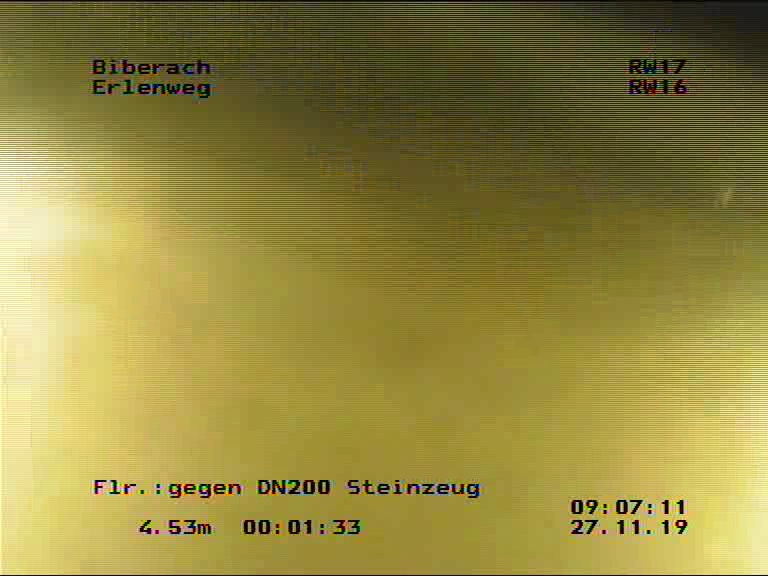 Biberach RW17
Erlenweg RW16
Flr.:gegen DN200 Steinzeug
09:07:11
4.53m 00:01:33 27.11.19